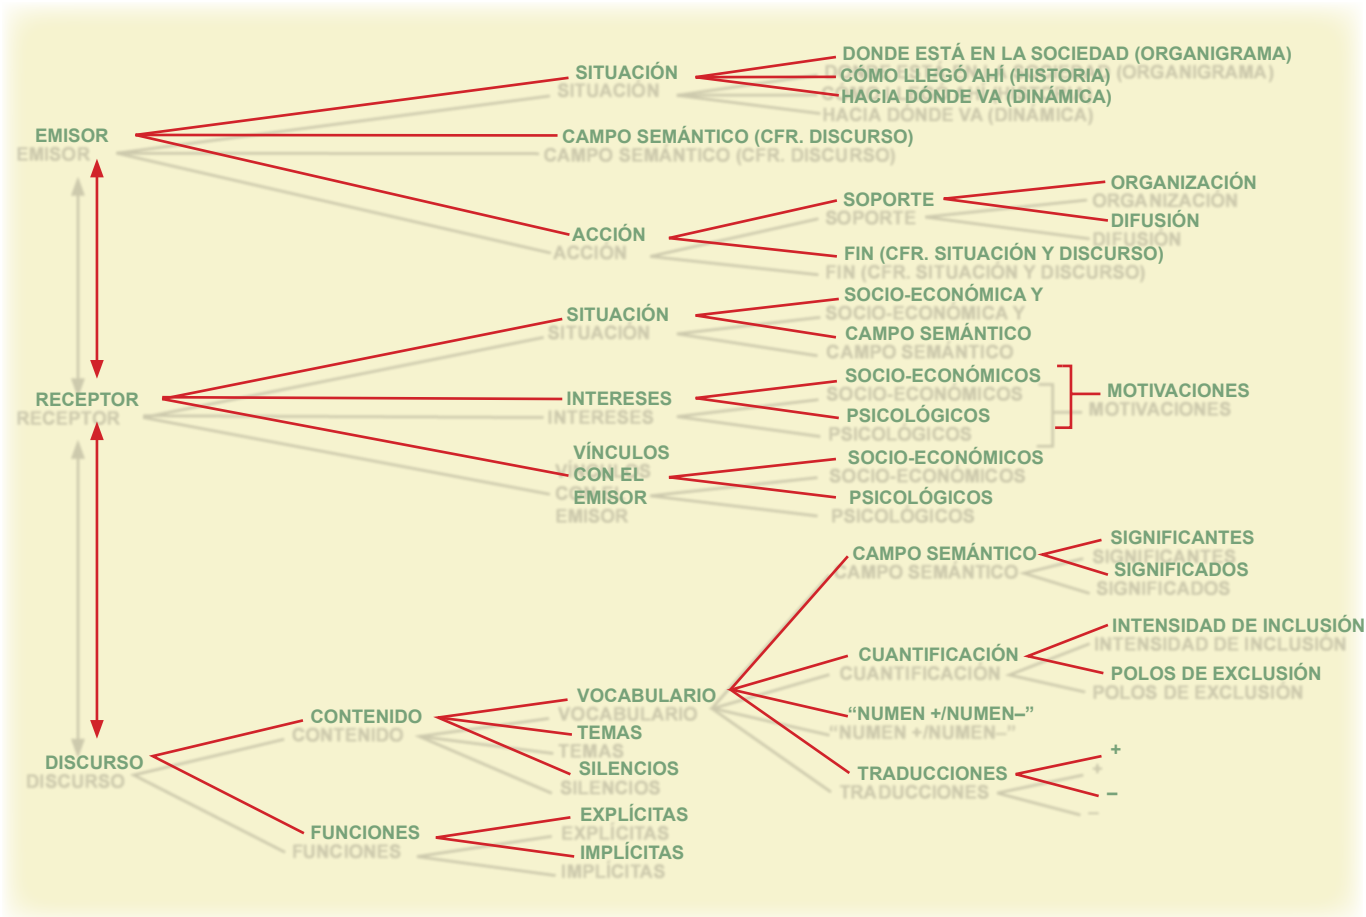 DONDE ESTÁ EN LA SOCIEDAD (ORGANIGRAMA)
SITUACIÓN
CÓMO LLEGÓ AHÍ (HISTORIA)
HACIA DÓNDE VA (DINÁMICA)
EMISOR
CAMPO SEMÁNTICO (CFR. DISCURSO)
ORGANIZACIÓN
SOPORTE
DIFUSIÓN
ACCIÓN
FIN (CFR. SITUACIÓN Y DISCURSO)
SOCIO-ECONÓMICA Y
SITUACIÓN
CAMPO SEMÁNTICO
SOCIO-ECONÓMICOS
MOTIVACIONES
RECEPTOR
INTERESES
PSICOLÓGICOS
VÍNCULOS
CON EL
EMISOR
SOCIO-ECONÓMICOS
PSICOLÓGICOS
SIGNIFICANTES
CAMPO SEMÁNTICO
SIGNIFICADOS
INTENSIDAD DE INCLUSIÓN
CUANTIFICACIÓN
POLOS DE EXCLUSIÓN
VOCABULARIO
CONTENIDO
“NUMEN +/NUMEN–”
TEMAS
DISCURSO
SILENCIOS
TRADUCCIONES
+
–
EXPLÍCITAS
FUNCIONES
IMPLÍCITAS